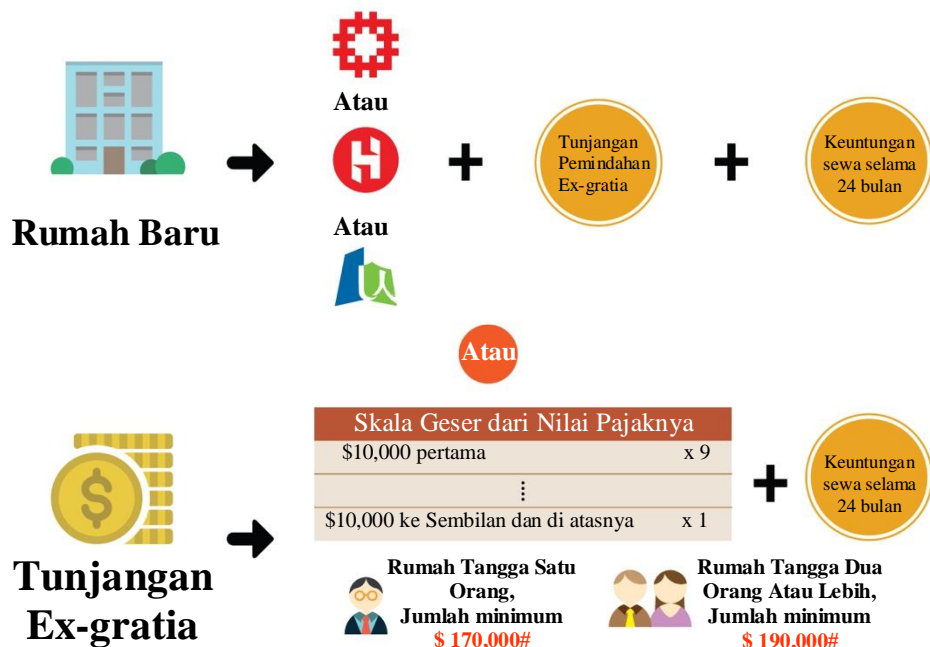 Atau
Tunjangan
Pemindahan
Ex-gratia
Keuntungan
sewa selama
24 bulan
Rumah Baru
Atau
Atau
Skala Geser dari Nilai Pajaknya
$10,000 pertama x 9
⋮
$10,000 ke Sembilan dan di atasnya x 1
Keuntungan
sewa selama
24 bulan
Tunjangan
Ex-gratia
Rumah Tangga Satu
Orang,
Jumlah minimum
$ 170,000#
Rumah Tangga Dua
Orang Atau Lebih,
Jumlah minimum
$ 190,000#